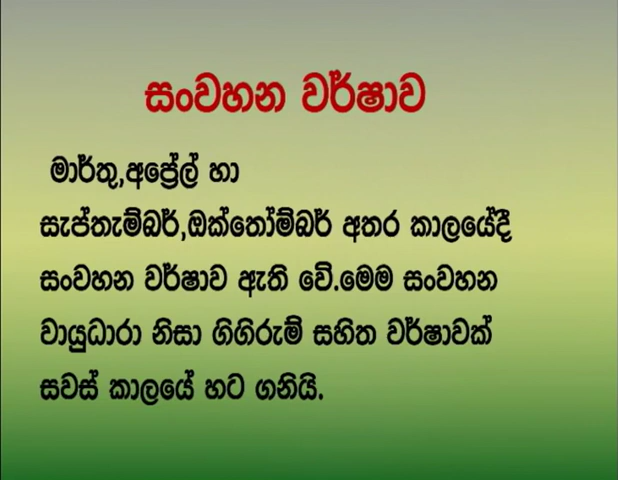 සංවහන වර්ෂාව
මාර්තු,අප්‍රේල් හා
සැප්තැම්බර්,ඔක්තෝම්බර් අතර කාලයේදී
සංවහන වර්ෂාව ඇති වේ.මෙම සංවහන
වායුධාරා නිසා ගිගිරුම් සහිත වර්ෂාවක්
සවස් කාලයේ හට ගනියි.